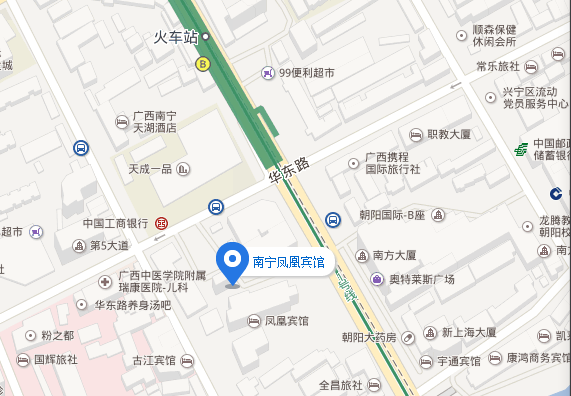 火车站
B
99便利超市
顺森保健
休闲会所
常乐旅社
兴宁区流动
党员服务中心
广西南宁
天湖酒店
职教大厦
中国邮政
储蓄银行
天成一品
华东路
广西携程
国际旅行社
中国工商银行
朝阳国际-B座
龙腾教
朝阳校
超市
第5大道
南宁凤凰宾馆
南方大厦
广西中医学院附属
瑞康医院-儿科
奥特莱斯广场
1号线
华东路养身汤吧
凤凰宾馆
粉之都
朝阳大药房
新上海大厦
凯
国辉旅社
古江宾馆
宇通宾馆
康鸿商务宾馆
全昌旅社